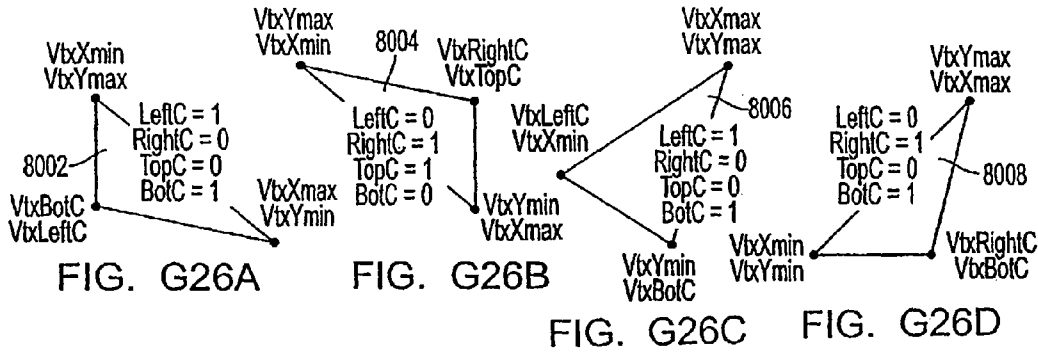 VtxXmin
VtxYmax
LeftC = 1
RightC = 0
TopC = 0
BotC = 1
8002
VtxBotC
VtxLeftC
VtxXmax
VtxYmin
FIG. G26A
VtxYmax
VtxXmin
8004
VtxRightC
VtxTopC
LeftC = 0
RightC = 1
TopC = 1
BotC = 0
VtxYmin
VtxXmax
FIG. G26B
VtxXmax
VtxYmax
8006
VtxLeftC
VtxXmin
LeftC = 1
RightC = 0
TopC = 0
BotC = 1
VtxYmin
VtxBotC
FIG. G26C
VtxYmax
VtxXmax
LeftC = 0
RightC = 1
TopC = 0
BotC = 1
8008
VtxXmin
VtxYmin
VtxRightC
VtxBotC
FIG. G26D